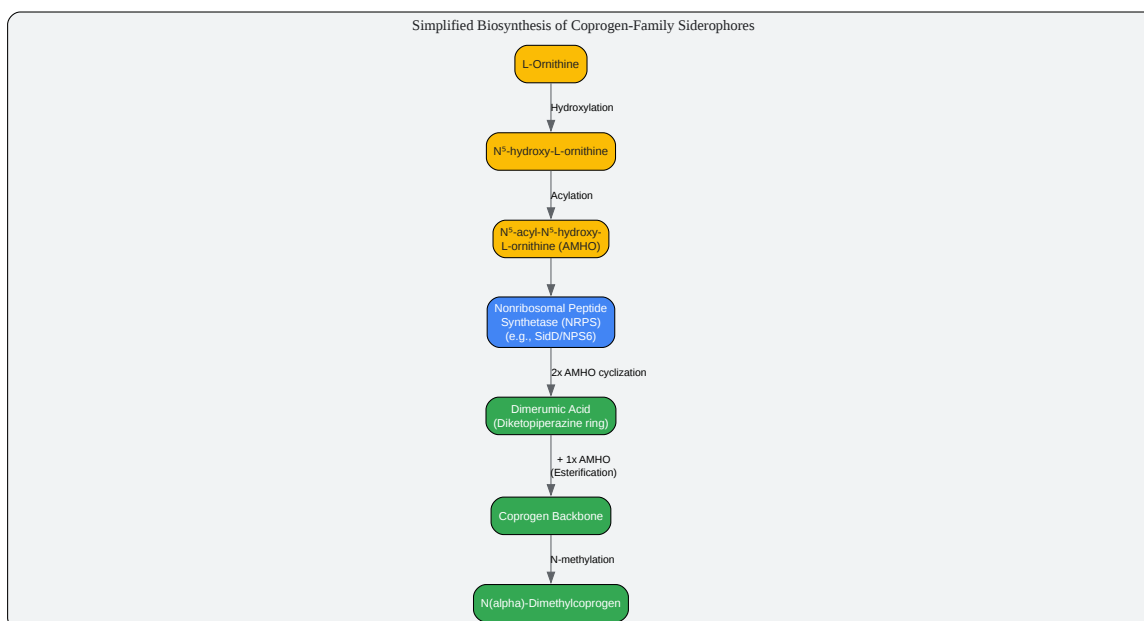 Simplified Biosynthesis of Coprogen-Family Siderophores
L-Ornithine
Hydroxylation
N⁵-hydroxy-L-ornithine
Acylation
N⁵-acyl-N⁵-hydroxy-
L-ornithine (AMHO)
Nonribosomal Peptide
Synthetase (NRPS)
(e.g., SidD/NPS6)
2x AMHO cyclization
Dimerumic Acid
(Diketopiperazine ring)
+ 1x AMHO
(Esterification)
Coprogen Backbone
N-methylation
N(alpha)-Dimethylcoprogen